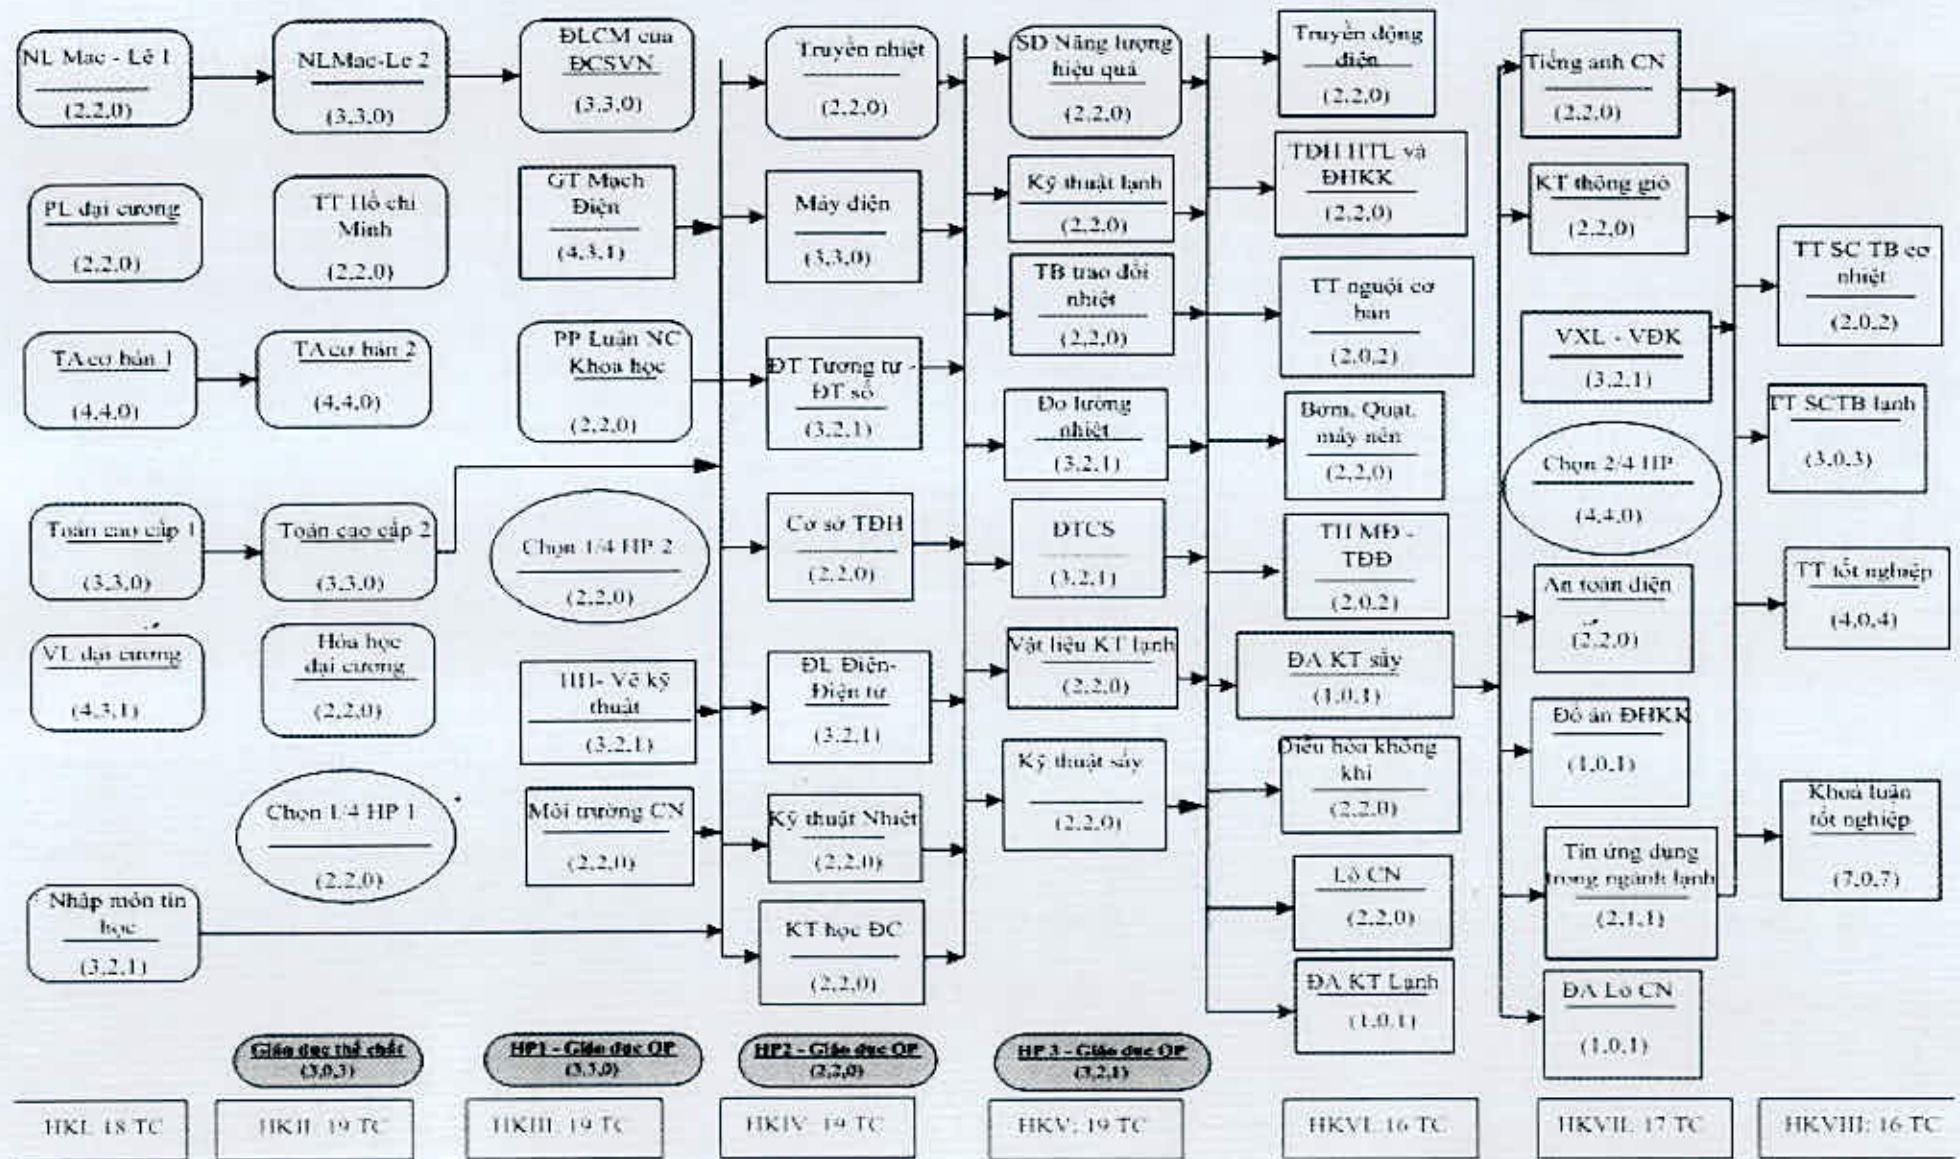 NL Mac - Lê 1
(2,2,0)
PL đại cương
(2,2,0)
TA cơ bản 1
(4,4,0)
Toán cao cấp 1
(3,3,0)
VL đại cương
(4,3,1)
Nhập môn tin
học
(3,2,1)
NLMac-Le 2
(3,3,0)
TT Hồ chí
Minh
(2,2,0)
TA cơ bản 2
(4,4,0)
Toán cao cấp 2
(3,3,0)
Hóa học
đại cương
(2,2,0)
Chọn 1/4 HP 1
(2,2,0)
Giáo dục thể chất
(3,0,3)
ĐLCM của
ĐCSVN
(3,3,0)
GT Mạch
Điện
(4,3,1)
PP Luận NC
Khoa học
(2,2,0)
Chọn 1/4 HP 2
(2,2,0)
HH- Vẽ kỹ
thuật
(3,2,1)
Môi trường CN
(2,2,0)
HP1 - Giáo dục QP
(3,3,0)
Truyền nhiệt
(2,2,0)
Máy điện
(3,3,0)
ĐT Tương tự -
ĐT số
(3,2,1)
Cơ sở TĐH
(2,2,0)
ĐL Điện-
Điện tử
(3,2,1)
Kỹ thuật Nhiệt
(2,2,0)
KT học ĐC
(2,2,0)
HP2 - Giáo dục QP
(2,2,0)
SD Năng lượng
hiệu quả
(2,2,0)
Kỹ thuật lạnh
(2,2,0)
TB trao đổi
nhiệt
(2,2,0)
Đo lường
nhiệt
(3,2,1)
ĐTCS
(3,2,1)
Vật liệu KT lạnh
(2,2,0)
Kỹ thuật sấy
(2,2,0)
HP 3 - Giáo dục QP
(3,2,1)
Truyền động
điện
(2,2,0)
TĐH HTL và
ĐHKK
(2,2,0)
TT nguội cơ
bản
(2,0,2)
Bơm, Quạt,
máy nén
(2,2,0)
TH MĐ -
TĐĐ
(2,0,2)
ĐA KT sấy
(1,0,1)
Điều hòa không
khí
(2,2,0)
Lò CN
(2,2,0)
ĐA KT Lạnh
(1,0,1)
Tiếng anh CN
(2,2,0)
KT thông gió
(2,2,0)
VXL - VĐK
(3,2,1)
Chọn 2/4 HP
(4,4,0)
An toàn điện
(2,2,0)
Đồ án ĐHKK
(1,0,1)
Tin ứng dụng
trong ngành lạnh
(2,1,1)
ĐA Lò CN
(1,0,1)
TT SC TB cơ
nhiệt
(2,0,2)
TT SCTB lạnh
(3,0,3)
TT tốt nghiệp
(4,0,4)
Khoá luận
tốt nghiệp
(7,0,7)
HKI: 18 TC
HKII: 19 TC
HKIII: 19 TC
HKIV: 19 TC
HKV: 19 TC
HKVI: 16 TC
HKVII: 17 TC
HKVIII: 16 TC